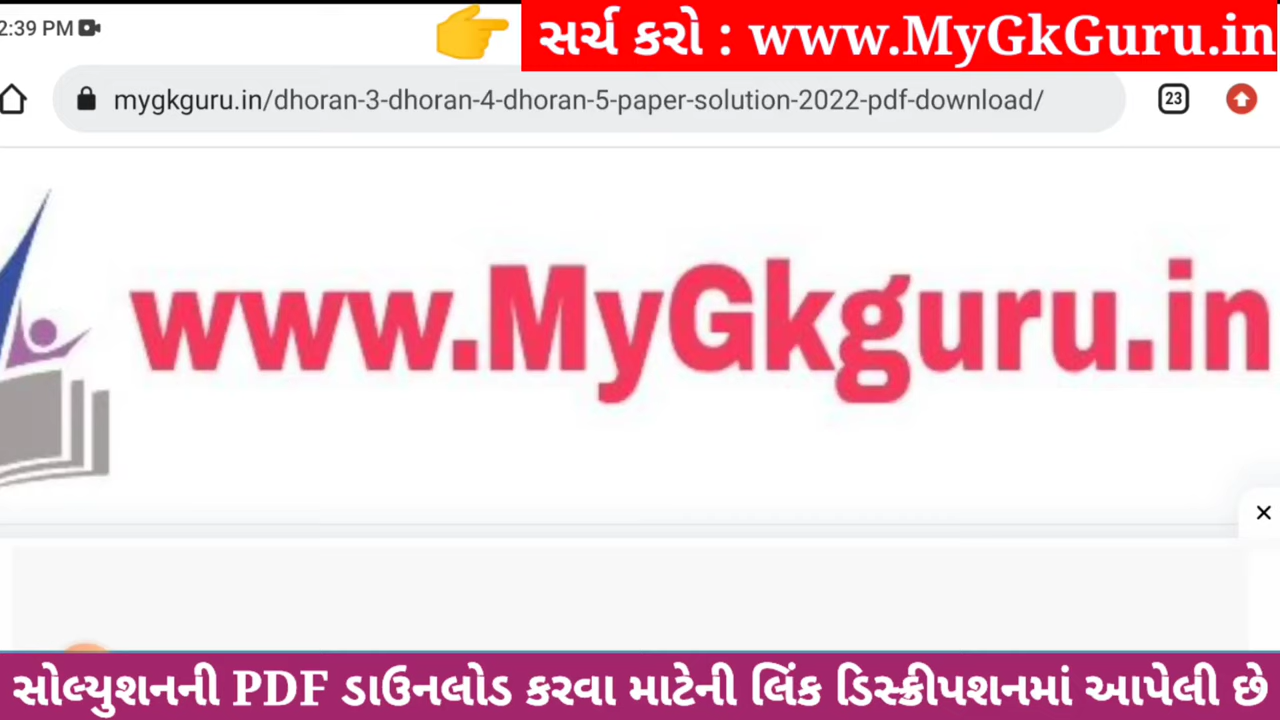 2:39 PM
👉 સર્ચ કરો : www.MyGkGuru.in
mygkguru.in/dhoran-3-dhoran-4-dhoran-5-paper-solution-2022-pdf-download/
23
www.MyGkguru.in
સોલ્યુશનની PDF ડાઉનલોડ કરવા માટેની લિંક ડિસ્ક્રીપશનમાં આપેલી છે